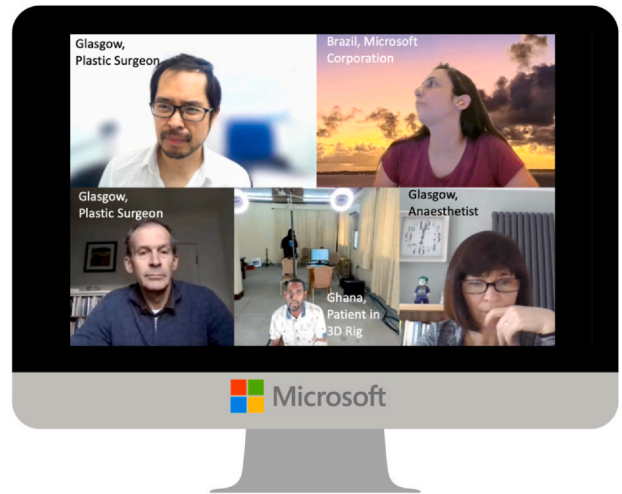 Glasgow,
Plastic Surgeon
Brazil, Microsoft
Corporation
Glasgow,
Plastic Surgeon
Ghana,
Patient in
3D Rig
Glasgow,
Anaesthetist
Microsoft